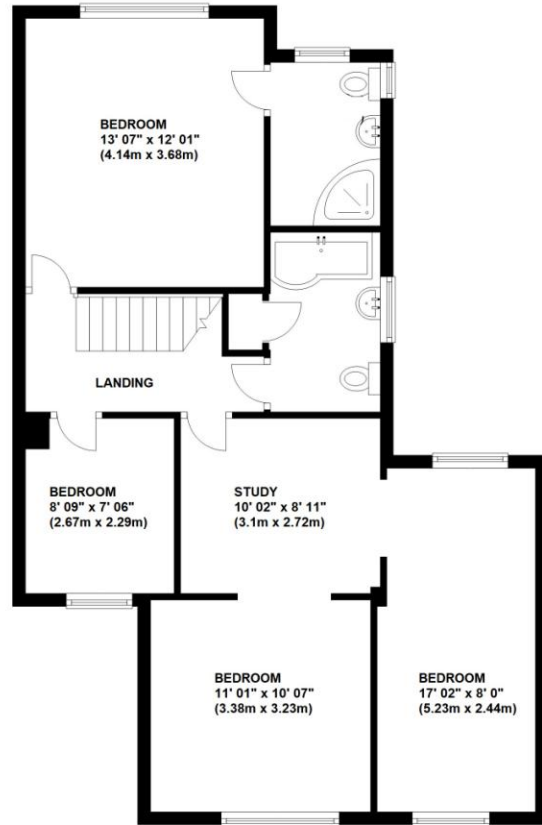 BEDROOM
13' 07" x 12' 01"
(4.14m x 3.68m)
LANDING
BEDROOM
8' 09" x 7' 06"
(2.67m x 2.29m)
STUDY
10' 02" x 8' 11"
(3.1m x 2.72m)
BEDROOM
11' 01" x 10' 07"
(3.38m x 3.23m)
BEDROOM
17' 02" x 8' 0"
(5.23m x 2.44m)